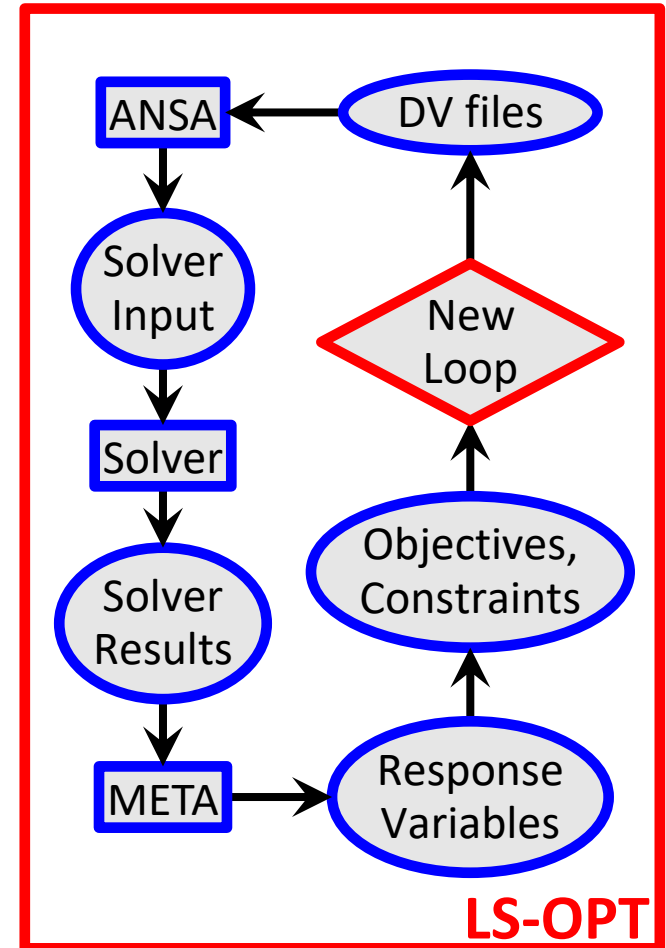 ANSA
DV files
Solver
Input
New
Loop
Solver
Objectives,
Constraints
Solver
Results
META
Response
Variables
LS-OPT